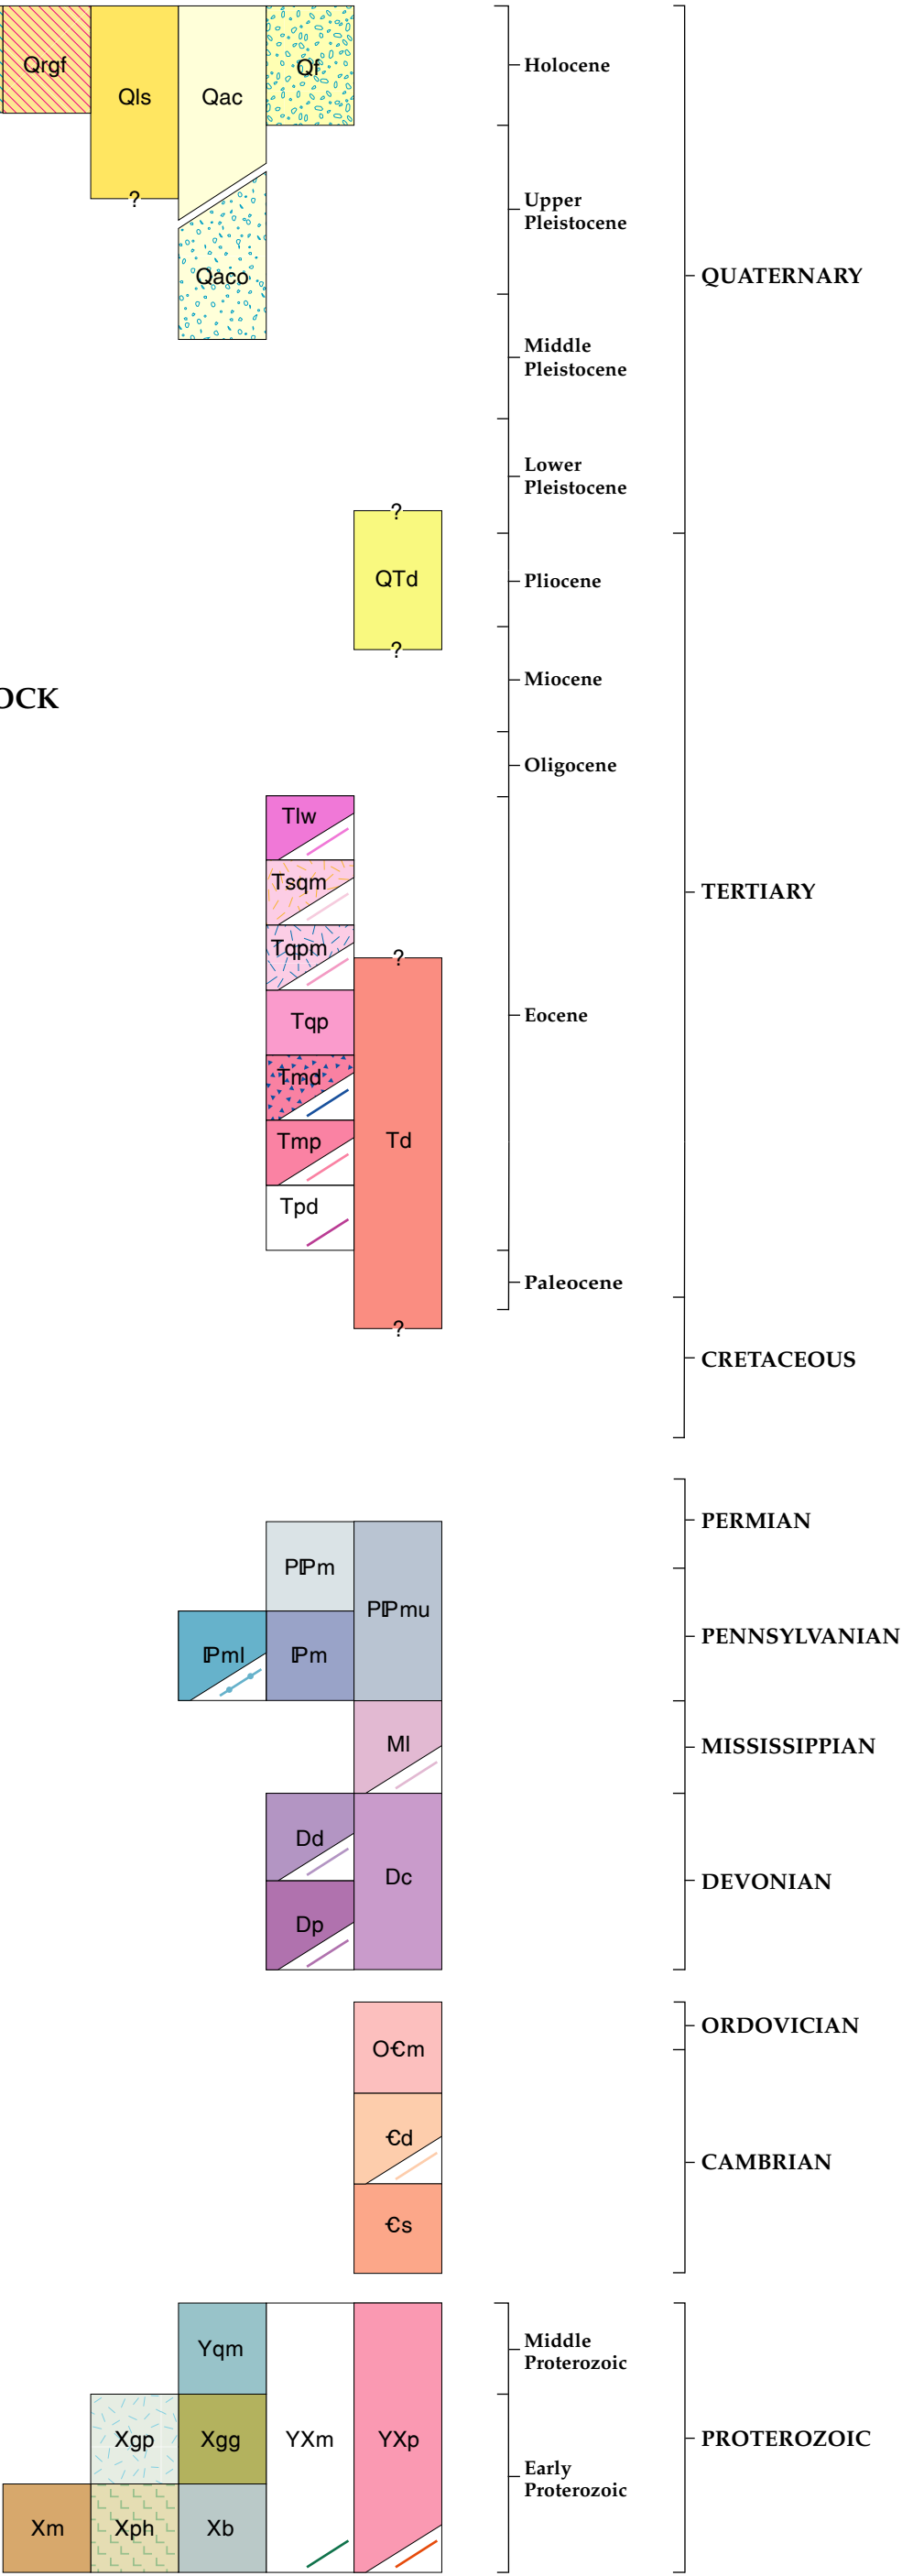 Qrgf
Qls
Qac
Qf
Holocene
?
Upper
Pleistocene
Qaco
QUATERNARY
Middle
Pleistocene
Lower
Pleistocene
?
QTd
Pliocene
?
Miocene
OCK
Oligocene
Tlw
Tsqm
TERTIARY
Tqpm
?
Tqp
Eocene
Tmd
Td
Tmp
Tpd
Paleocene
?
CRETACEOUS
PERMIAN
PℙPm
PℙPmu
ℙml
ℙm
PENNSYLVANIAN
Ml
MISSISSIPPIAN
Dd
Dc
DEVONIAN
Dp
ORDOVICIAN
O€m
€d
CAMBRIAN
€s
Yqm
Middle
Proterozoic
Xgp
Xgg
YXm
YXp
PROTEROZOIC
Early
Proterozoic
Xm
Xph
Xb